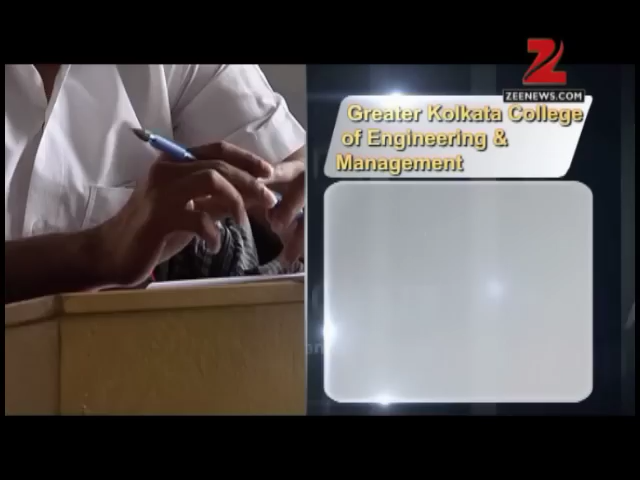 ZEENEWS.COM
Greater Kolkata College
of Engineering &
Management